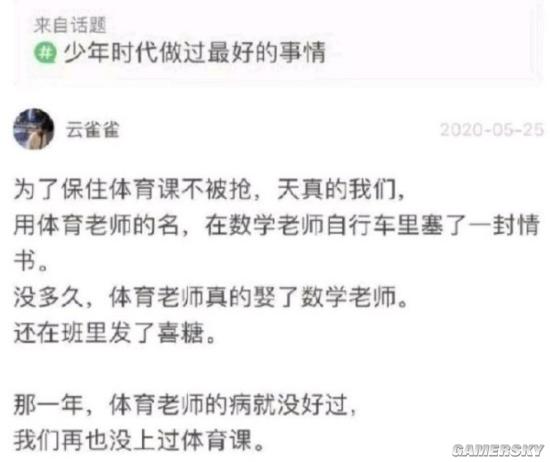 来自话题
# 少年时代做过最好的事情
云雀雀
2020-05-25
为了保住体育课不被抢，天真的我们，
用体育老师的名，在数学老师自行车里塞了一封情
书。
没多久，体育老师真的娶了数学老师。
还在班里发了喜糖。
那一年，体育老师的病就没好过，
我们再也没上过体育课。
GAMERSKY